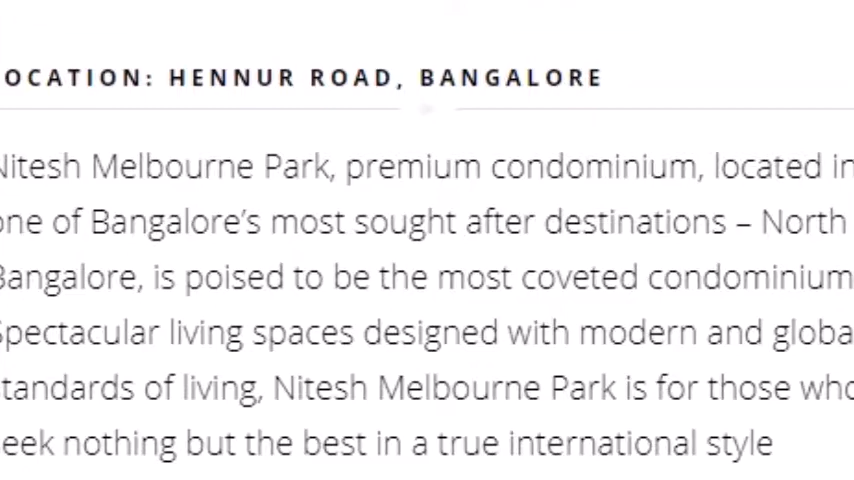 OCATION: HENNUR ROAD, BANGALORE
Nitesh Melbourne Park, premium condominium, located in
one of Bangalore’s most sought after destinations – North
Bangalore, is poised to be the most coveted condominium
Spectacular living spaces designed with modern and globa
tandards of living, Nitesh Melbourne Park is for those who
eek nothing but the best in a true international style